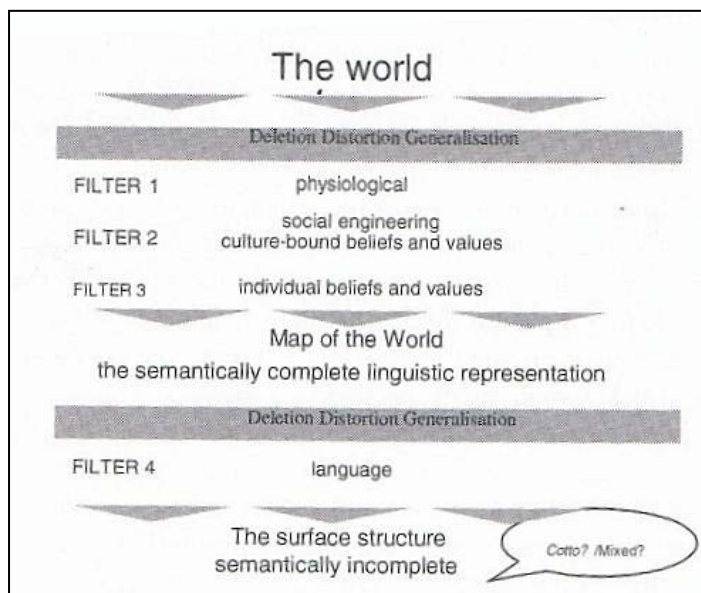 The world
Deletion Distortion Generalisation
FILTER 1 physiological
social engineering
FILTER 2 culture-bound beliefs and values
FILTER 3 individual beliefs and values
Map of the World
the semantically complete linguistic representation
Deletion Distortion Generalisation
FILTER 4 language
The surface structure
semantically incomplete
Cotto? /Mixed?